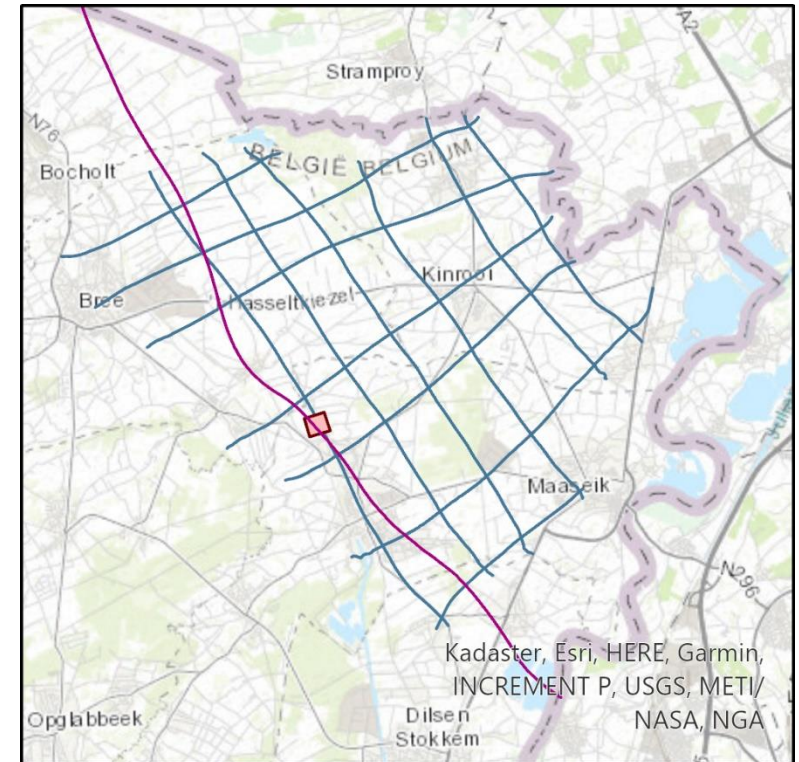 A2
Stramproy
N76
Bocholt
BELGIË BELGIUM
Kinrooi
Bree
Hasseltkiezel
Maaseik
N296
Kadaster, Esri, HERE, Garmin,
INCREMENT P, USGS, METI/
NASA, NGA
Opglabbeek
Dilsen
Stokkem